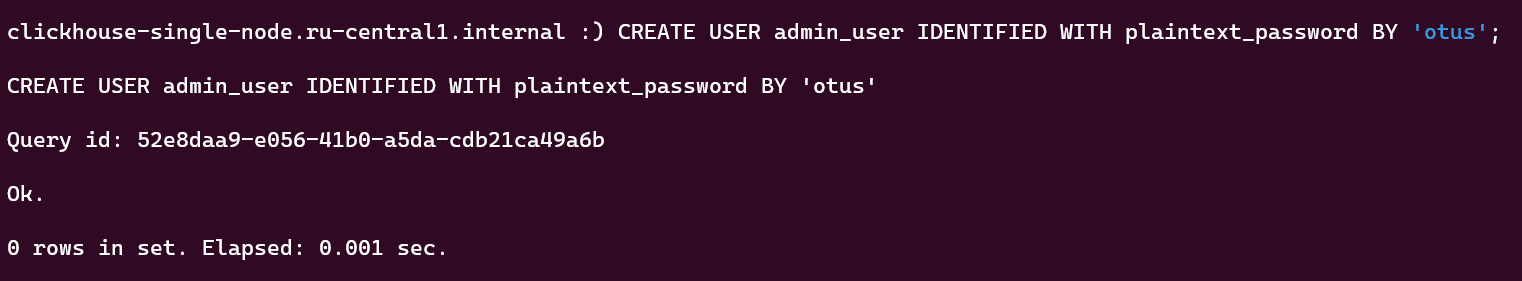 clickhouse-single-node.ru-central1.internal :) CREATE USER admin_user IDENTIFIED WITH plaintext_password BY 'otus';
CREATE USER admin_user IDENTIFIED WITH plaintext_password BY 'otus'
Query id: 52e8daa9-e056-41b0-a5da-cdb21ca49a6b
Ok.
0 rows in set. Elapsed: 0.001 sec.